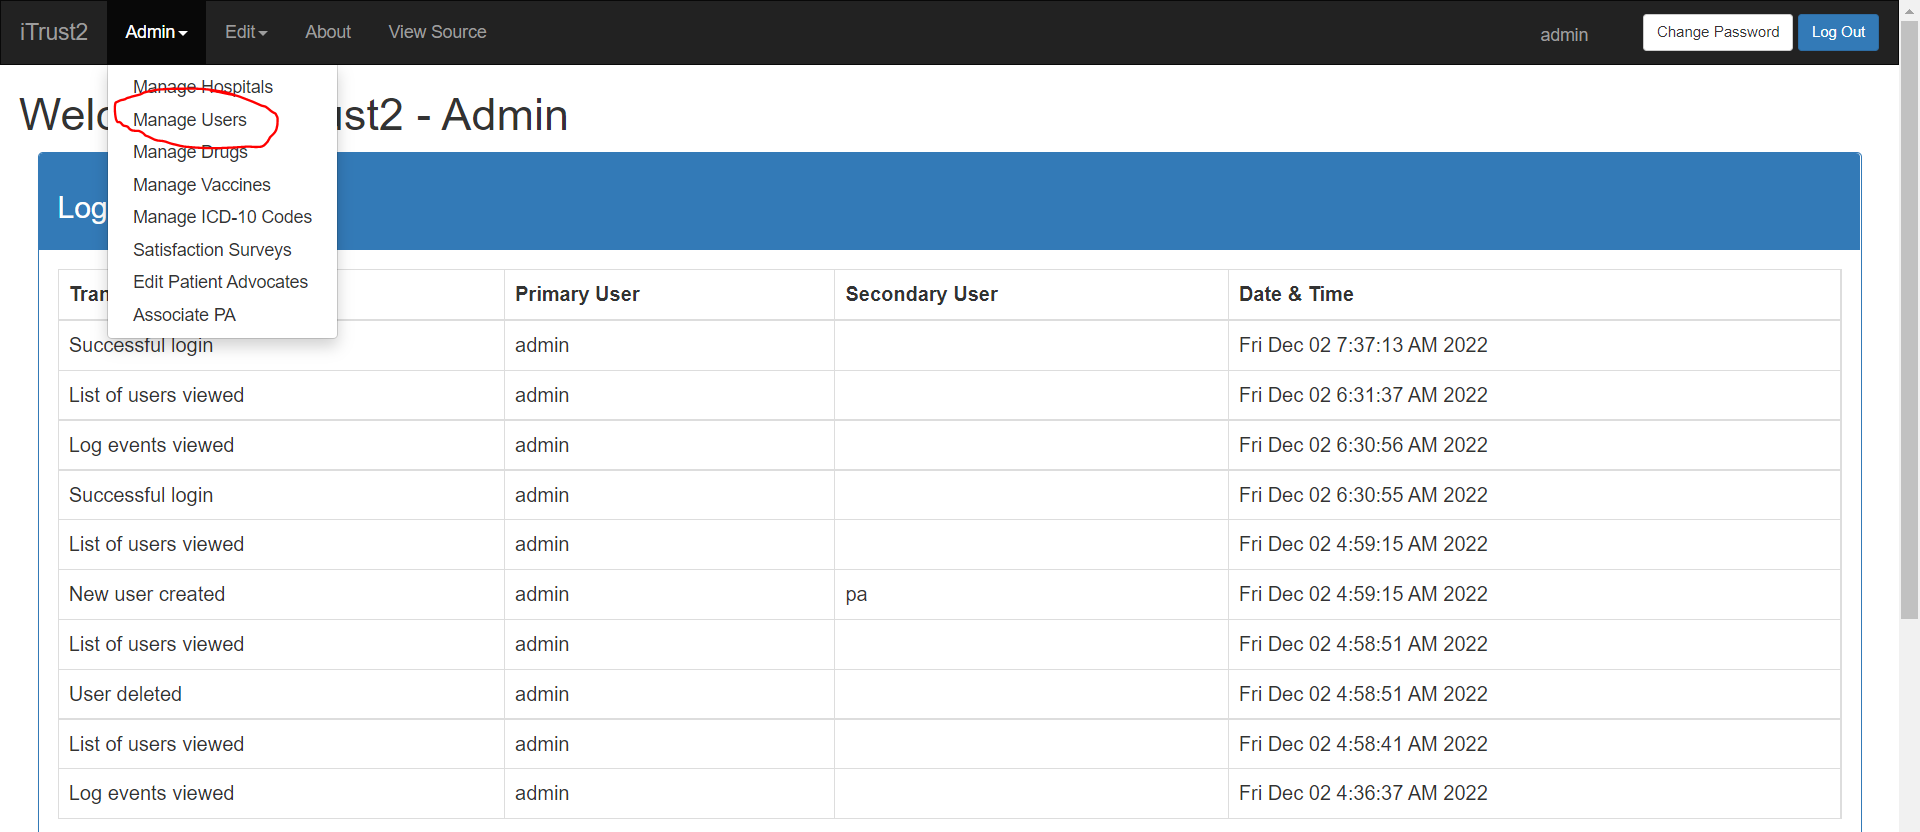 iTrust2 Admin Edit About View Source admin Change Password Log Out
Manage Hospitals
Manage Users
Manage Drugs
Manage Vaccines
Manage ICD-10 Codes
Satisfaction Surveys
Edit Patient Advocates
Associate PA
Welc ust2 - Admin
Log
Tran Primary User Secondary User Date & Time
Successful login admin Fri Dec 02 7:37:13 AM 2022
List of users viewed admin Fri Dec 02 6:31:37 AM 2022
Log events viewed admin Fri Dec 02 6:30:56 AM 2022
Successful login admin Fri Dec 02 6:30:55 AM 2022
List of users viewed admin Fri Dec 02 4:59:15 AM 2022
New user created admin pa Fri Dec 02 4:59:15 AM 2022
List of users viewed admin Fri Dec 02 4:58:51 AM 2022
User deleted admin Fri Dec 02 4:58:51 AM 2022
List of users viewed admin Fri Dec 02 4:58:41 AM 2022
Log events viewed admin Fri Dec 02 4:36:37 AM 2022